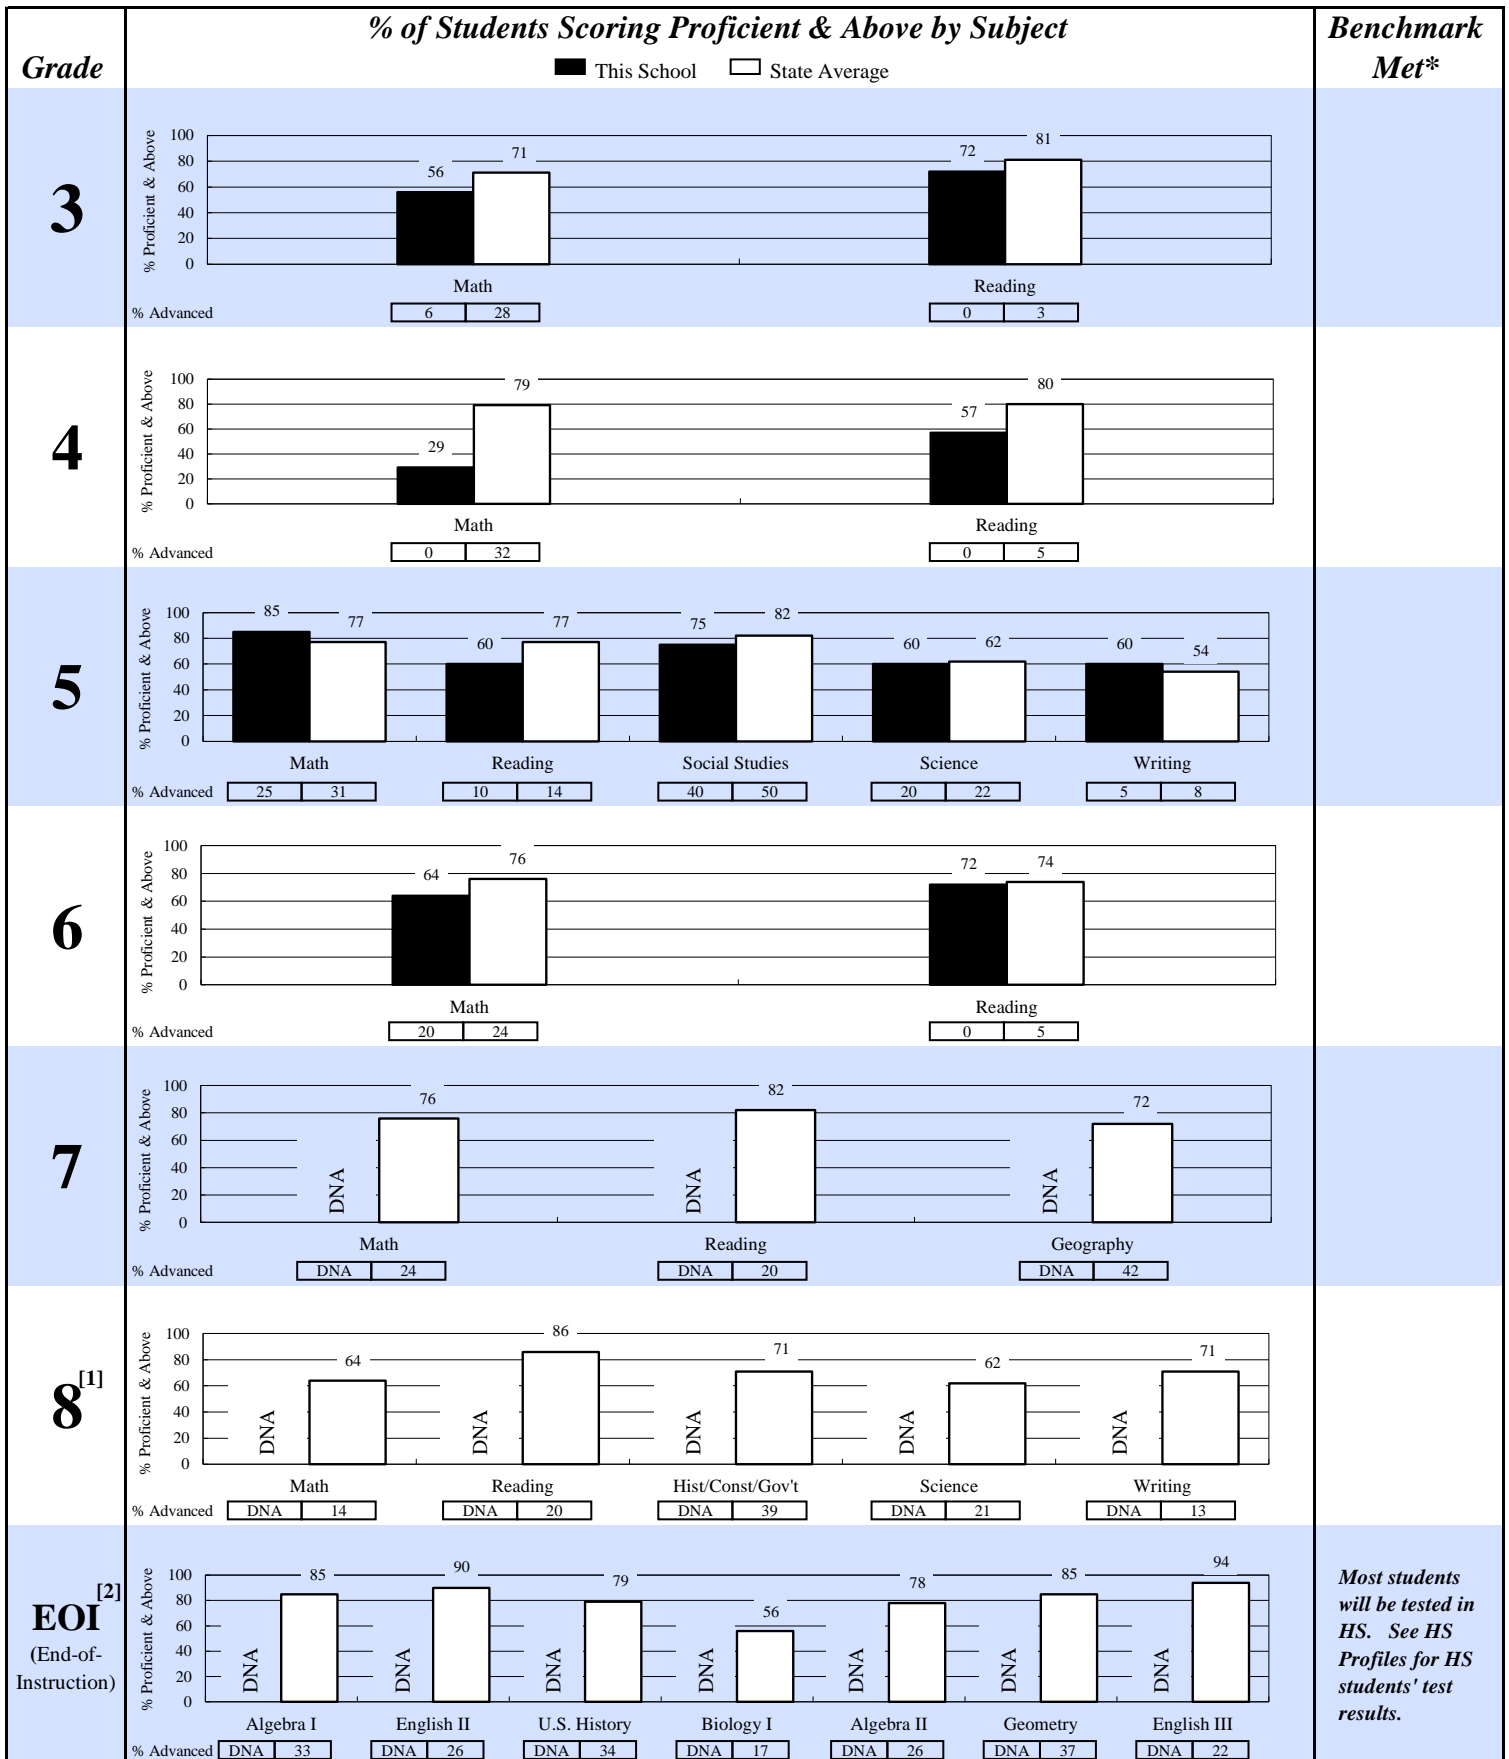 % of Students Scoring Proficient & Above by Subject
Benchmark
Met*
Grade
This School State Average
3
% Proficient & Above
100
80
60
40
20
0
56 71 72 81
Math Reading
% Advanced 6 28 0 3
4
% Proficient & Above
100
80
60
40
20
0
29 79 57 80
Math Reading
% Advanced 0 32 0 5
5
% Proficient & Above
100
80
60
40
20
0
85 77 60 77 75 82 60 62 60 54
Math Reading Social Studies Science Writing
% Advanced 25 31 10 14 40 50 20 22 5 8
6
% Proficient & Above
100
80
60
40
20
0
64 76 72 74
Math Reading
% Advanced 20 24 0 5
7
% Proficient & Above
100
80
60
40
20
0
DNA 76 DNA 82 DNA 72
Math Reading Geography
% Advanced DNA 24 DNA 20 DNA 42
8[1]
% Proficient & Above
100
80
60
40
20
0
DNA 64 DNA 86 DNA 71 DNA 62 DNA 71
Math Reading Hist/Const/Gov't Science Writing
% Advanced DNA 14 DNA 20 DNA 39 DNA 21 DNA 13
EOI[2]
(End-of-
Instruction)
% Proficient & Above
100
80
60
40
20
0
DNA 85 DNA 90 DNA 79 DNA 56 DNA 78 DNA 85 DNA 94
Algebra I English II U.S. History Biology I Algebra II Geometry English III
% Advanced DNA 33 DNA 26 DNA 34 DNA 17 DNA 26 DNA 37 DNA 22
Most students
will be tested in
HS. See HS
Profiles for HS
students' test
results.